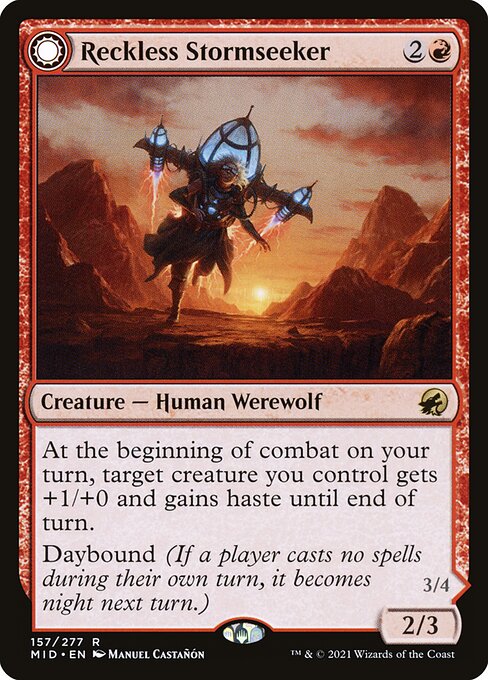 Reckless Stormseeker 2
Creature — Human Werewolf
At the beginning of combat on your
turn, target creature you control gets
+1/+0 and gains haste until end of
turn.
Daybound (If a player casts no spells
during their own turn, it becomes
night next turn.)
3/4
2/3
157/277 R
MID • EN Manuel Castañón
™ & © 2021 Wizards of the Coast